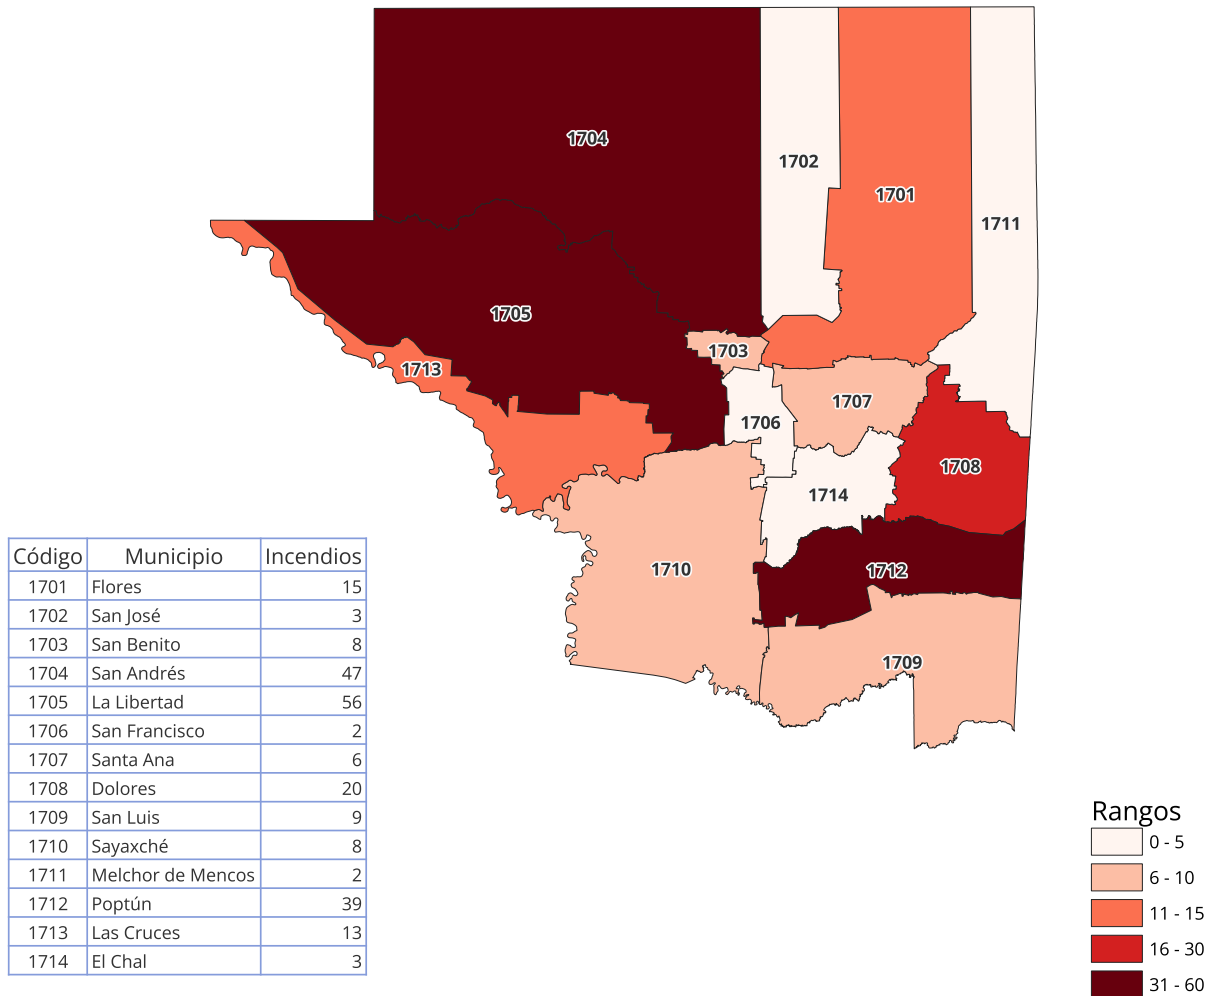 1704
1702
1701
1711
1705
1703
1713
1707
1706
1708
1714
1710
1712
1709
Código Municipio Incendios
1701 Flores 15
1702 San José 3
1703 San Benito 8
1704 San Andrés 47
1705 La Libertad 56
1706 San Francisco 2
1707 Santa Ana 6
1708 Dolores 20
1709 San Luis 9
1710 Sayaxché 8
1711 Melchor de Mencos 2
1712 Poptún 39
1713 Las Cruces 13
1714 El Chal 3
Rangos
0 - 5
6 - 10
11 - 15
16 - 30
31 - 60